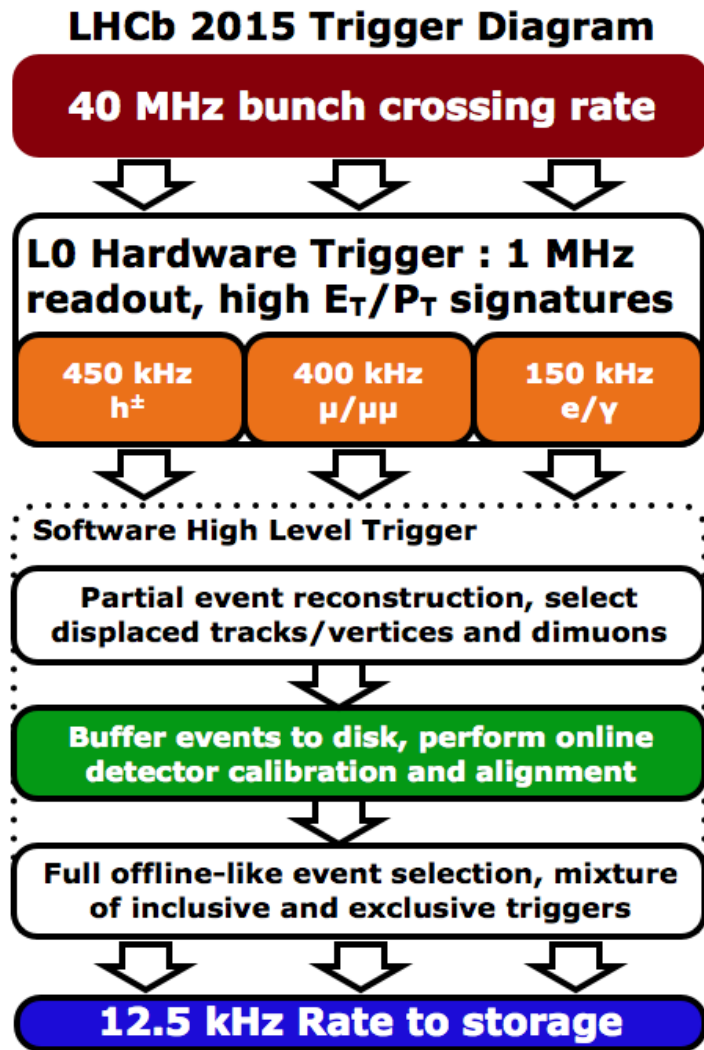 LHCb 2015 Trigger Diagram
40 MHz bunch crossing rate
L0 Hardware Trigger : 1 MHz
readout, high E_T/P_T signatures
450 kHz
h±
400 kHz
μ/μμ
150 kHz
e/γ
Software High Level Trigger
Partial event reconstruction, select
displaced tracks/vertices and dimuons
Buffer events to disk, perform online
detector calibration and alignment
Full offline-like event selection, mixture
of inclusive and exclusive triggers
12.5 kHz Rate to storage